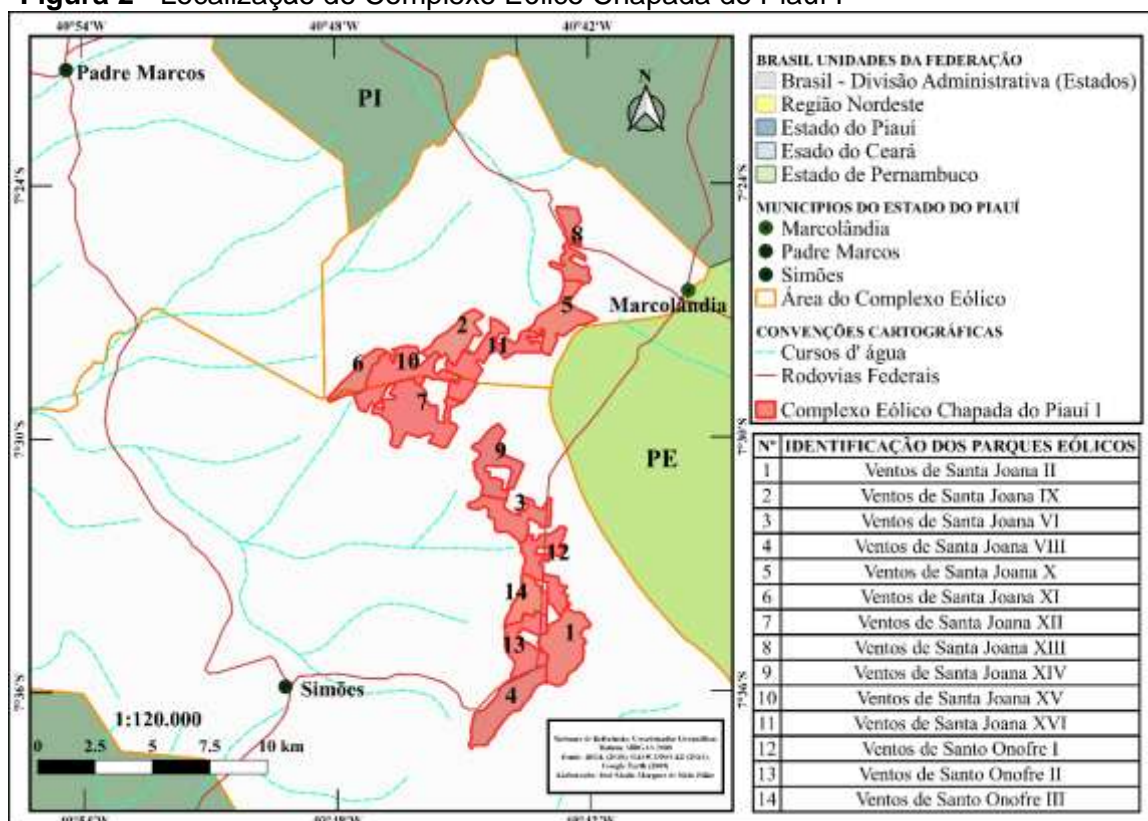 Figura 2 - Localização do Complexo Eólico Chapada do Piauí I
40°54'W 40°48'W 40°42'W
Padre Marcos
PI
N
7°24'S
7°24'S
8
Marcolândia
5
2
11
10
6
7
7°30'S
7°30'S
PE
9
3
12
14
1
13
4
7°36'S
7°36'S
Simões
1:120.000
0 2.5 5 7.5 10 km
40°48'W 40°42'W
BRASIL UNIDADES DA FEDERAÇÃO
Brasil - Divisão Administrativa (Estados)
Região Nordeste
Estado do Piauí
Esado do Ceará
Estado de Pernambuco
MUNICIPIOS DO ESTADO DO PIAUÍ
Marcolândia
Padre Marcos
Simões
Área do Complexo Eólico
CONVENÇÕES CARTOGRÁFICAS
Cursos d' água
Rodovias Federais
Complexo Eólico Chapada do Piauí I
Nº IDENTIFICAÇÃO DOS PARQUES EÓLICOS
1 Ventos de Santa Joana II
2 Ventos de Santa Joana IX
3 Ventos de Santa Joana VI
4 Ventos de Santa Joana VIII
5 Ventos de Santa Joana X
6 Ventos de Santa Joana XI
7 Ventos de Santa Joana XII
8 Ventos de Santa Joana XIII
9 Ventos de Santa Joana XIV
10 Ventos de Santa Joana XV
11 Ventos de Santa Joana XVI
12 Ventos de Santo Onofre I
13 Ventos de Santo Onofre II
14 Ventos de Santo Onofre III